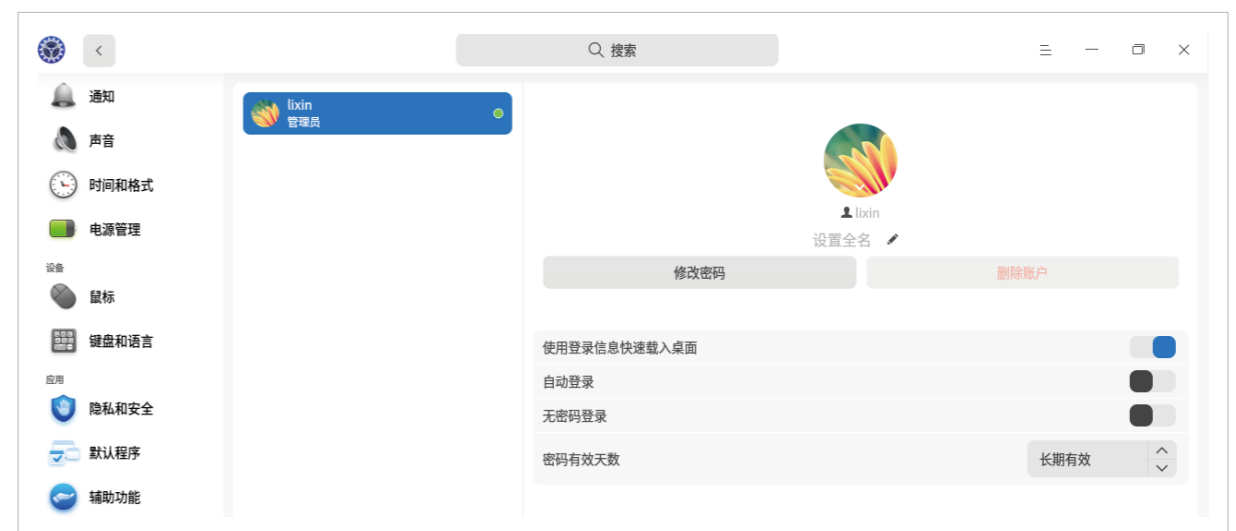 搜索
通知
声音
时间和格式
电源管理
设备
鼠标
键盘和语言
应用
隐私和安全
默认程序
辅助功能
lixin
管理员
lixin
设置全名
修改密码
删除账户
使用登录信息快速载入桌面
自动登录
无密码登录
密码有效天数
长期有效